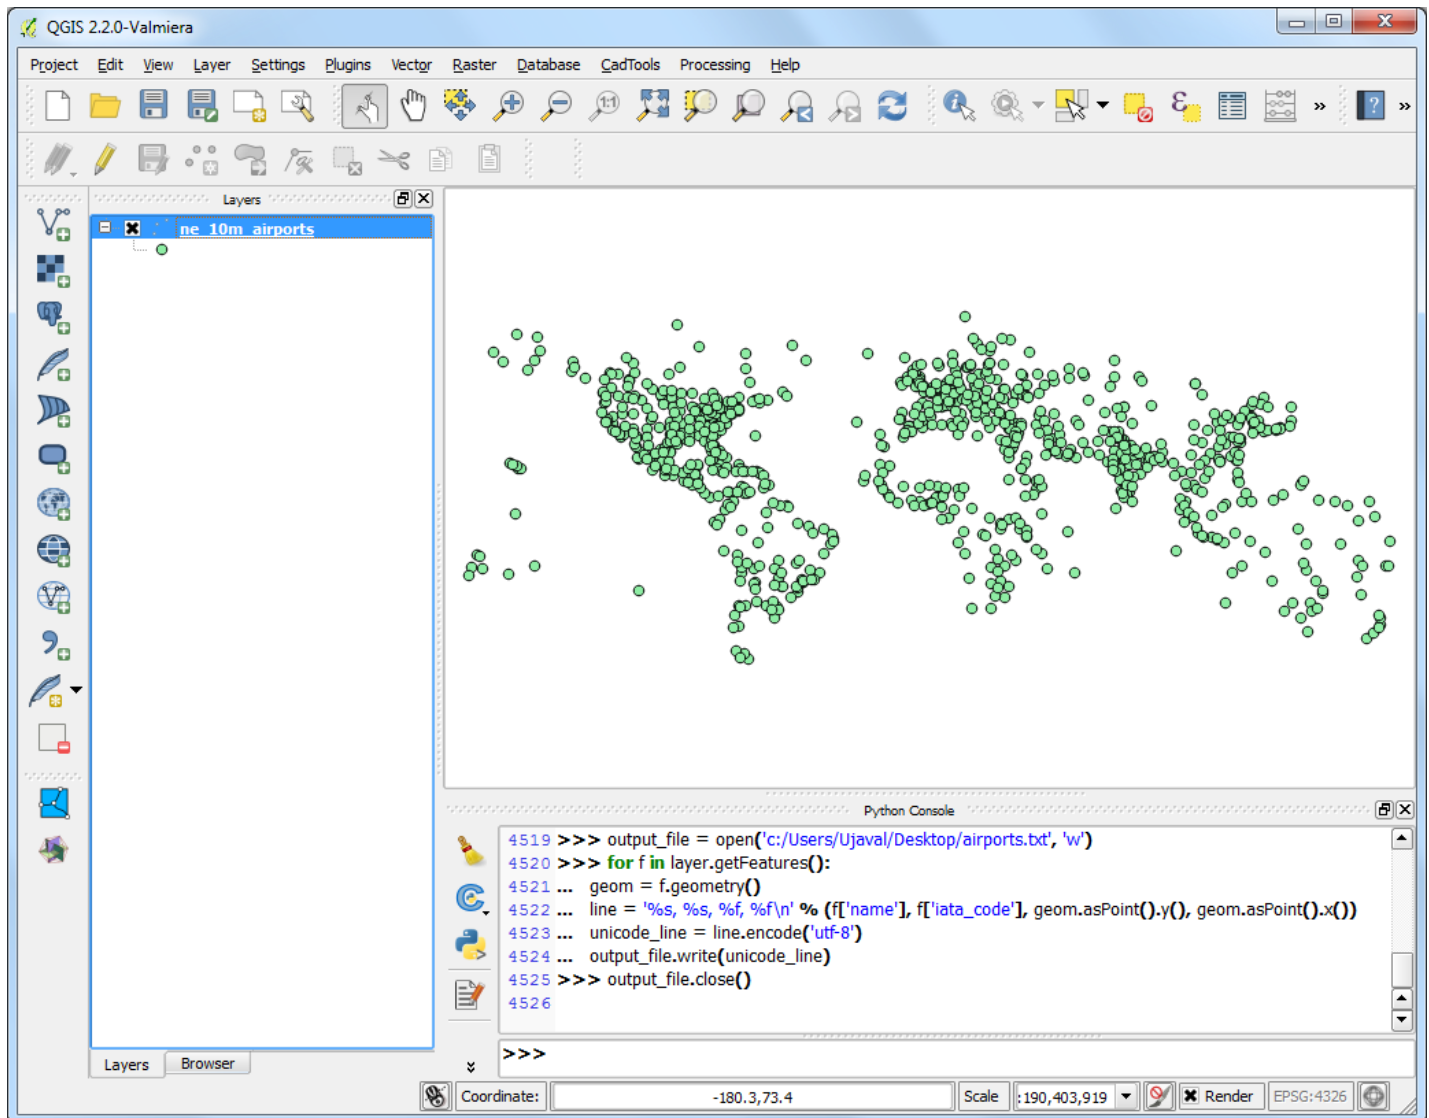 QGIS 2.2.0-Valmiera
Project Edit View Layer Settings Plugins Vector Raster Database CadTools Processing Help
1:1
Layers
ne_10m_airports
Python Console
4519 >>> output_file = open('c:/Users/Ujaval/Desktop/airports.txt', 'w')
4520 >>> for f in layer.getFeatures():
4521 ... geom = f.geometry()
4522 ... line = '%s, %s, %f, %f\n' % (f['name'], f['iata_code'], geom.asPoint().y(), geom.asPoint().x())
4523 ... unicode_line = line.encode('utf-8')
4524 ... output_file.write(unicode_line)
4525 >>> output_file.close()
4526
>>>
Layers Browser
Coordinate: -180.3,73.4 Scale :190,403,919 Render EPSG:4326